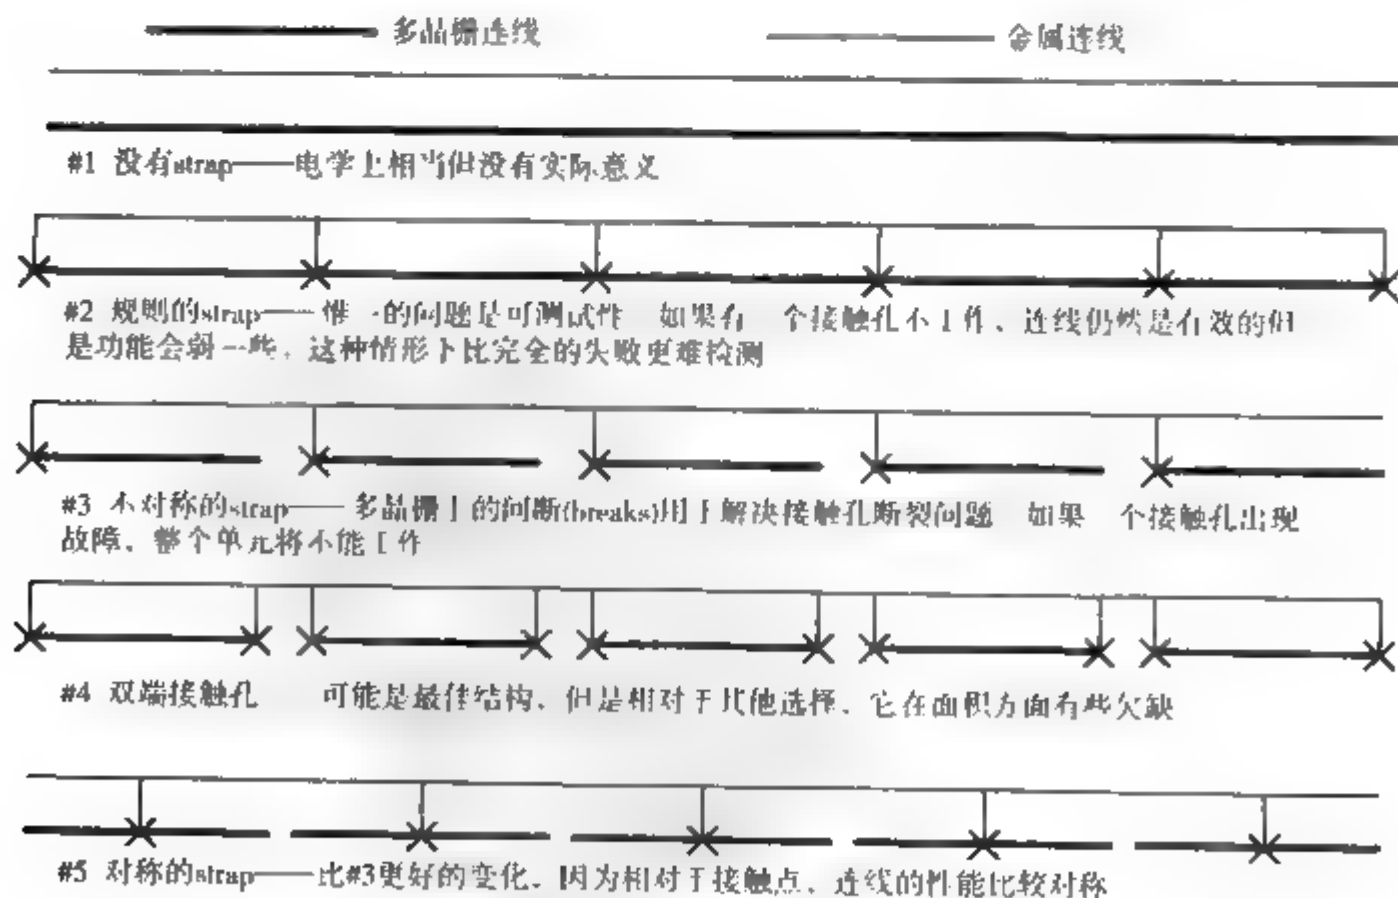 多晶栅连线
金属连线
#1 没有strap——电学上相当但没有实际意义
#2 规则的strap——惟一的问题是可测试性 如果有一个接触孔不工作、连线仍然是有效的但
是功能会弱一些、这种情形下比完全的失败更难检测
#3 不对称的strap——多晶栅上的间断(breaks)用于解决接触孔断裂问题 如果一个接触孔出现
故障、整个单元将不能工作
#4 双端接触孔 可能是最佳结构、但是相对于其他选择、它在面积方面有些欠缺
#5 对称的strap——比#3更好的变化、因为相对于接触点、连线的性能比较对称